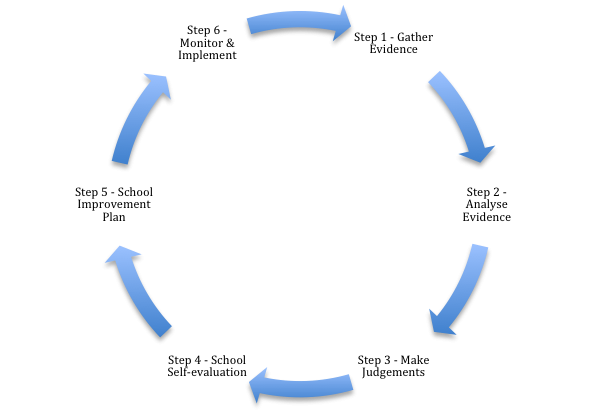 Step 1 - Gather
Evidence
Step 2 -
Analyse
Evidence
Step 3 - Make
Judgements
Step 4 - School
Self-evaluation
Step 5 - School
Improvement
Plan
Step 6 -
Monitor &
Implement